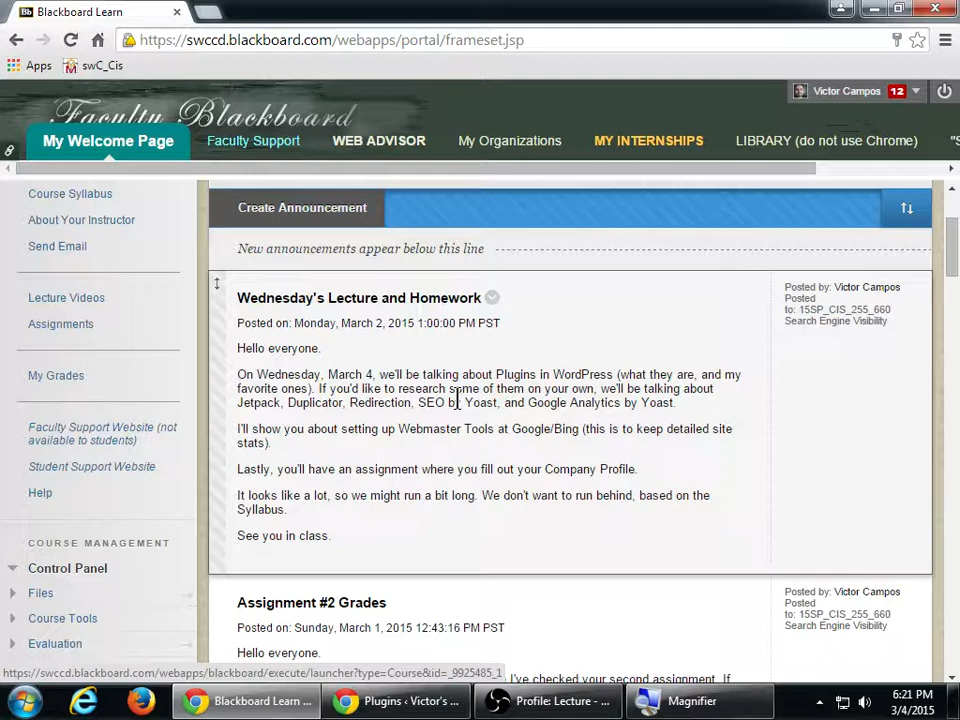 Blackboard Learn
https://swccd.blackboard.com/webapps/portal/frameset.jsp
Apps
swC_Cis
Faculty Blackboard
Victor Campos 12
My Welcome Page
Faculty Support
WEB ADVISOR
My Organizations
MY INTERNSHIPS
LIBRARY (do not use Chrome)
"S
Course Syllabus
About Your Instructor
Send Email
Lecture Videos
Assignments
My Grades
Faculty Support Website (not
available to students)
Student Support Website
Help
COURSE MANAGEMENT
Control Panel
Files
Course Tools
Evaluation
Create Announcement
New announcements appear below this line
Wednesday's Lecture and Homework
Posted on: Monday, March 2, 2015 1:00:00 PM PST
Hello everyone.
On Wednesday, March 4, we'll be talking about Plugins in WordPress (what they are, and my
favorite ones). If you'd like to research some of them on your own, we'll be talking about
Jetpack, Duplicator, Redirection, SEO by Yoast, and Google Analytics by Yoast.
I'll show you about setting up Webmaster Tools at Google/Bing (this is to keep detailed site
stats).
Lastly, you'll have an assignment where you fill out your Company Profile.
It looks like a lot, so we might run a bit long. We don't want to run behind, based on the
Syllabus.
See you in class.
Posted by: Victor Campos
Posted
to: 15SP_CIS_255_660
Search Engine Visibility
Assignment #2 Grades
Posted on: Sunday, March 1, 2015 12:43:16 PM PST
Hello everyone.
I've checked your second assignment. If
Posted by: Victor Campos
Posted
to: 15SP_CIS_255_660
Search Engine Visibility
https://swccd.blackboard.com/webapps/blackboard/execute/launcher?type=Course&id=_9925485_1
Blackboard Learn ...
Plugins ‹ Victor's ...
Profile: Lecture - ...
Magnifier
6:21 PM
3/4/2015